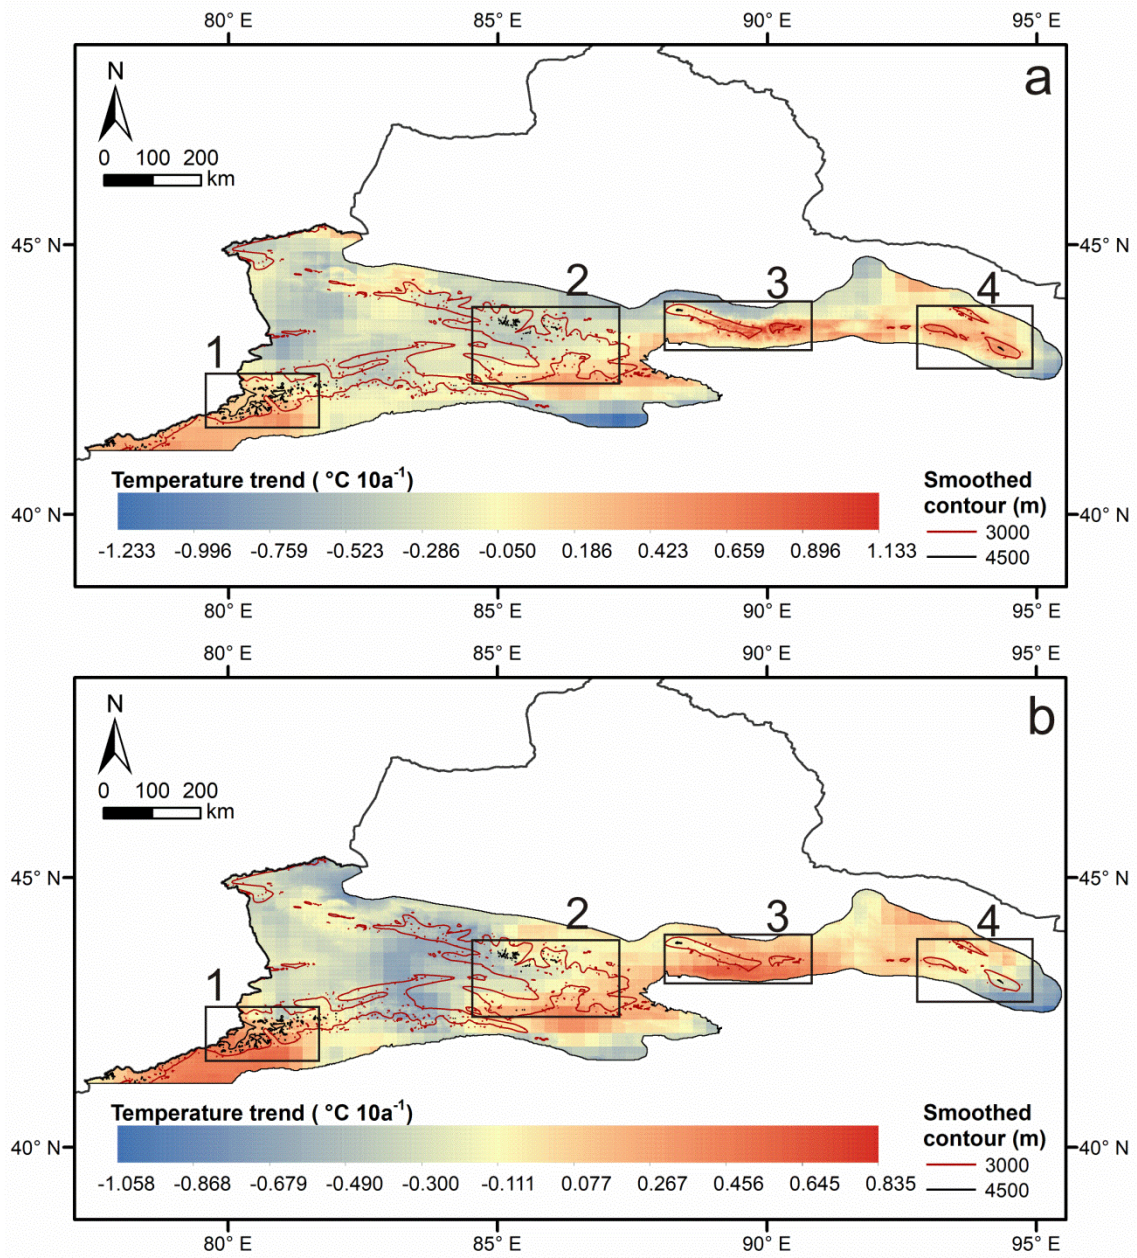 80° E 85° E 90° E 95° E
N
a
0 100 200
km
45° N 45° N
1 2 3 4
Temperature trend ( °C 10a⁻¹)
Smoothed
contour (m)
3000
4500
-1.233 -0.996 -0.759 -0.523 -0.286 -0.050 0.186 0.423 0.659 0.896 1.133
40° N 40° N
80° E 85° E 90° E 95° E
80° E 85° E 90° E 95° E
N
b
0 100 200
km
45° N 45° N
1 2 3 4
Temperature trend ( °C 10a⁻¹)
Smoothed
contour (m)
3000
4500
-1.058 -0.868 -0.679 -0.490 -0.300 -0.111 0.077 0.267 0.456 0.645 0.835
40° N 40° N
80° E 85° E 90° E 95° E